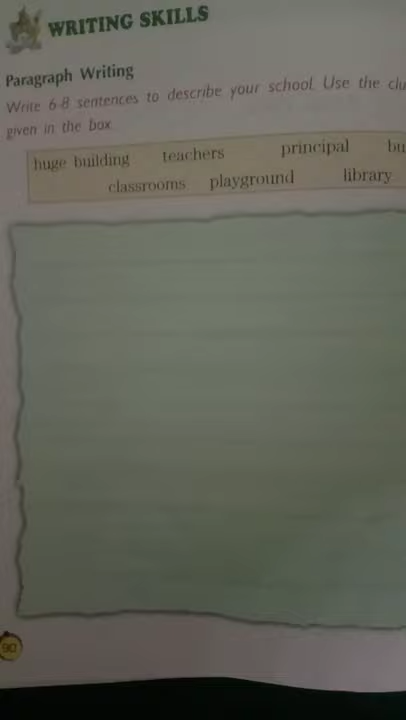 WRITING SKILLS
Paragraph Writing
Write 6-8 sentences to describe your school. Use the
given in the box.
huge building teachers principal
classrooms playground library
90